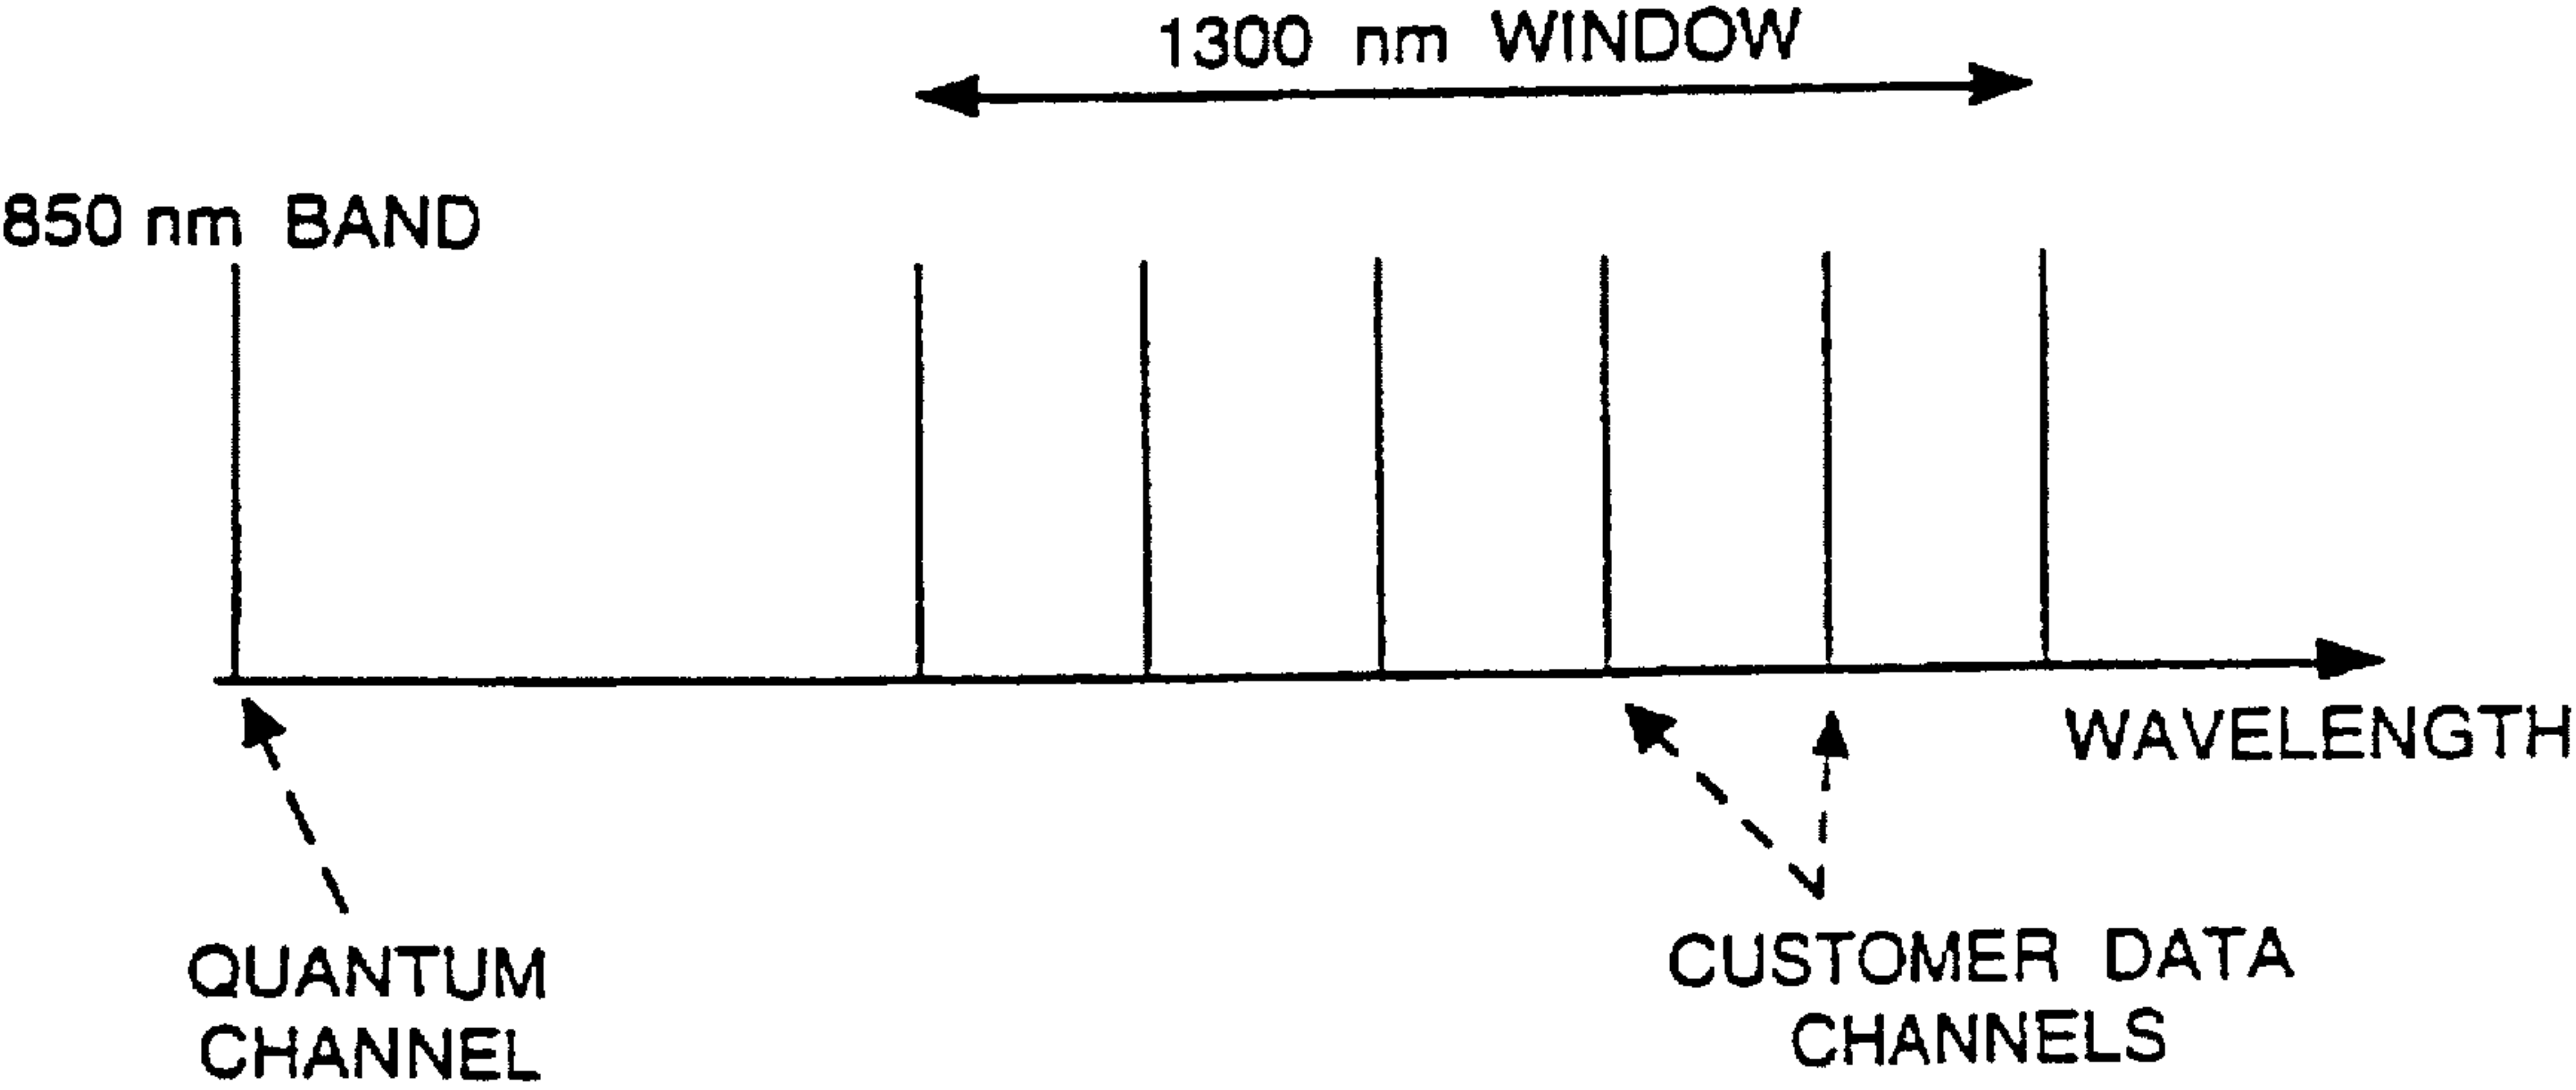 1300 nm WINDOW
850 nm BAND
WAVELENGTH
QUANTUM
CHANNEL
CUSTOMER DATA
CHANNELS